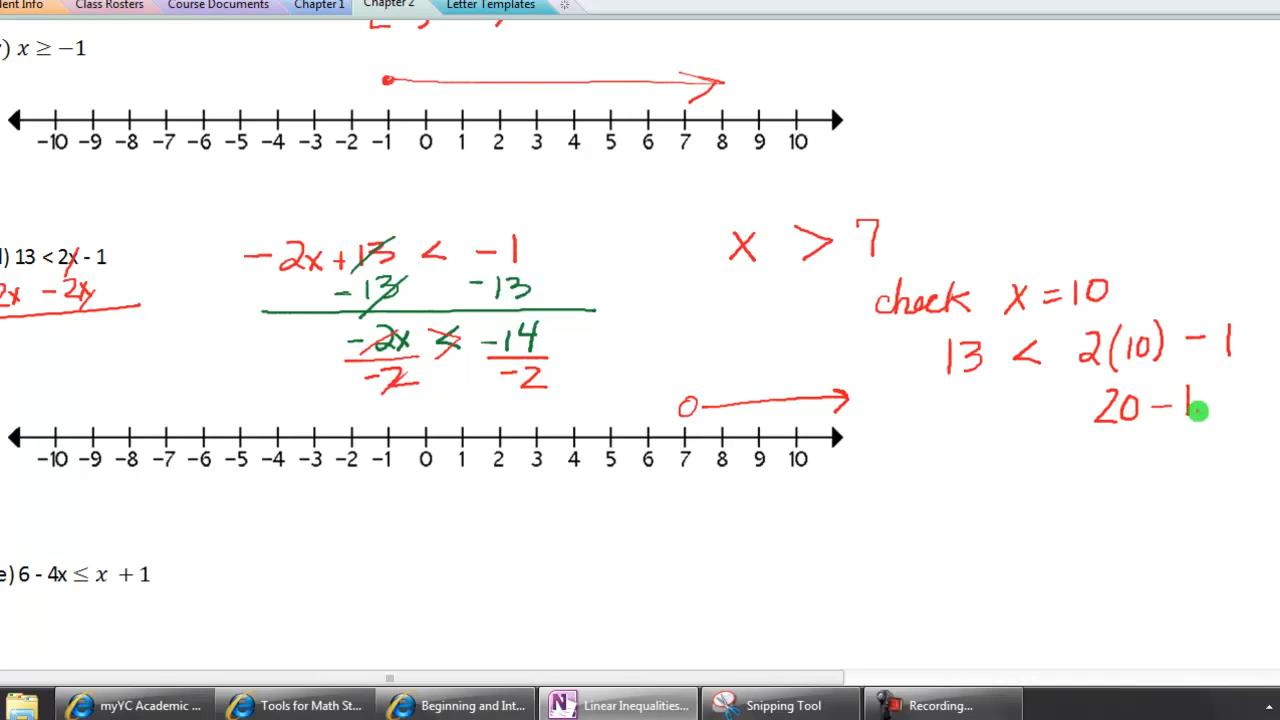 ent Info Class Rosters Course Documents Chapter 1 Chapter 2 Letter Templates
) x ≥ −1
-10 -9 -8 -7 -6 -5 -4 -3 -2 -1 0 1 2 3 4 5 6 7 8 9 10
) 13 < 2x - 1
2x - 2x
- 2x + 13 < - 1
- 13 - 13
- 2x < - 14
-2 -2
x > 7
check x = 10
13 < 2(10) - 1
20 - 1
-10 -9 -8 -7 -6 -5 -4 -3 -2 -1 0 1 2 3 4 5 6 7 8 9 10
e) 6 - 4x ≤ x + 1
myYC Academic ... Tools for Math St... Beginning and Int... Linear Inequalities... Snipping Tool Recording...